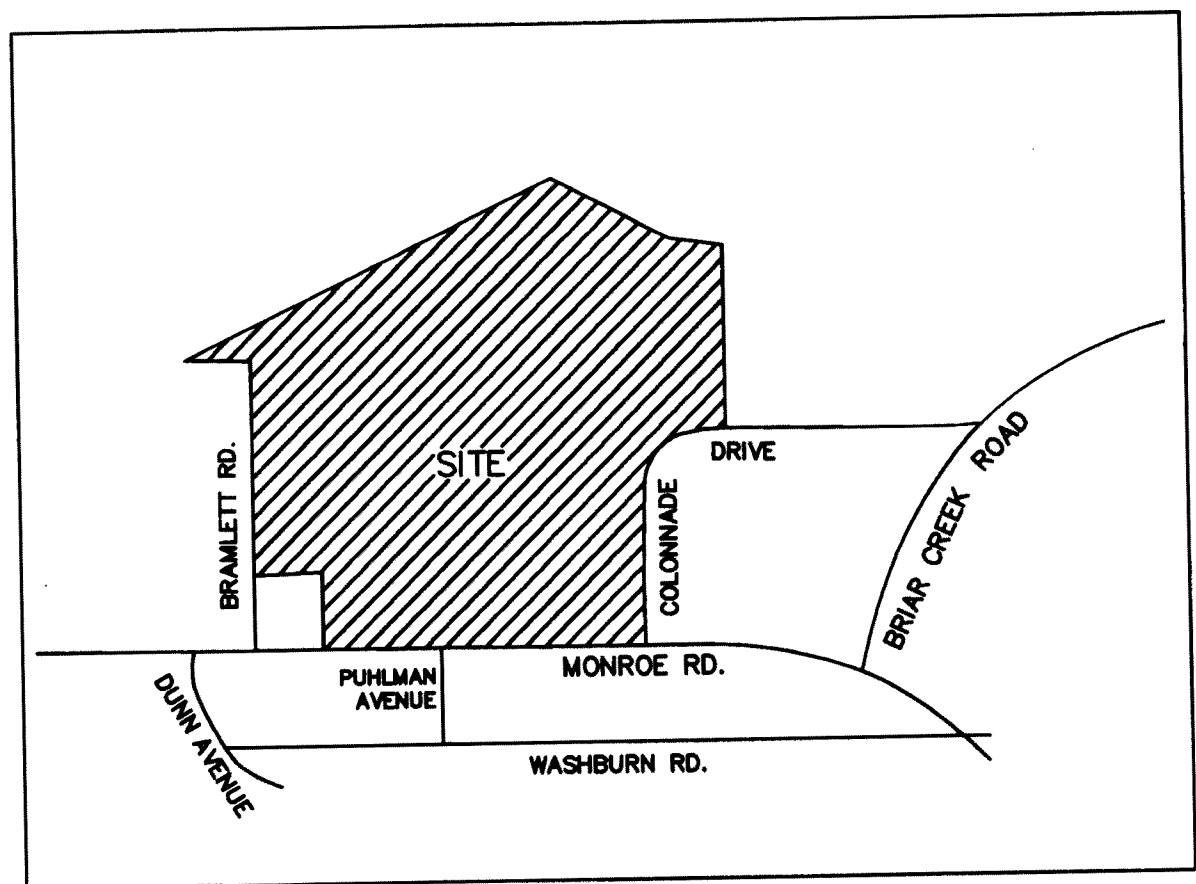 SITE
BRAMLETT RD.
COLONNADE
DRIVE
BRIAR CREEK ROAD
PUHLMAN
AVENUE
MONROE RD.
DUNN AVENUE
WASHBURN RD.